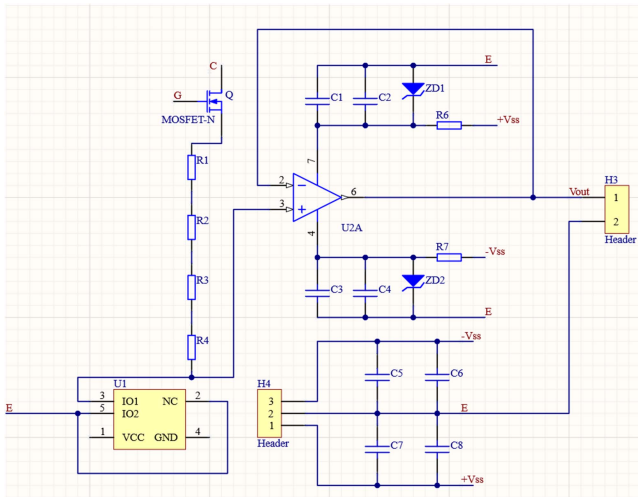 C
G
Q
MOSFET-N
R1
R2
R3
R4
E
C1
C2
ZD1
R6
+Vss
7
2
3
6
4
U2A
Vout
H3
1
2
Header
R7
-Vss
C3
C4
ZD2
E
U1
3 IO1 NC 2
5 IO2
1 VCC GND 4
E
H4
3
2
1
Header
-Vss
C5
C6
E
C7
C8
+Vss